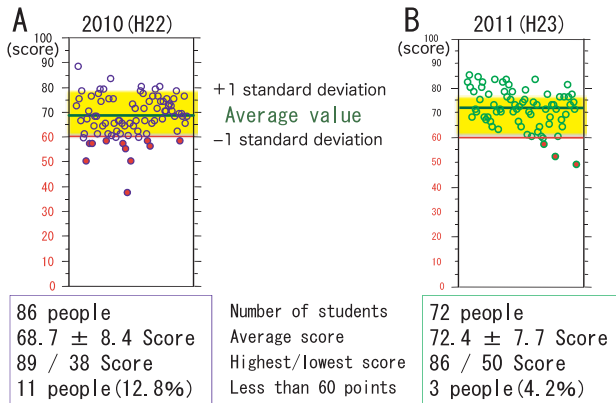 A 2010(H22)
(score)
100
90
80
70
60
50
40
30
20
10
0
+1 standard deviation
Average value
−1 standard deviation
B 2011(H23)
(score)
100
90
80
70
60
50
40
30
20
10
0
86 people
68.7 ± 8.4 Score
89 / 38 Score
11 people(12.8%)
Number of students
Average score
Highest/lowest score
Less than 60 points
72 people
72.4 ± 7.7 Score
86 / 50 Score
3 people(4.2%)